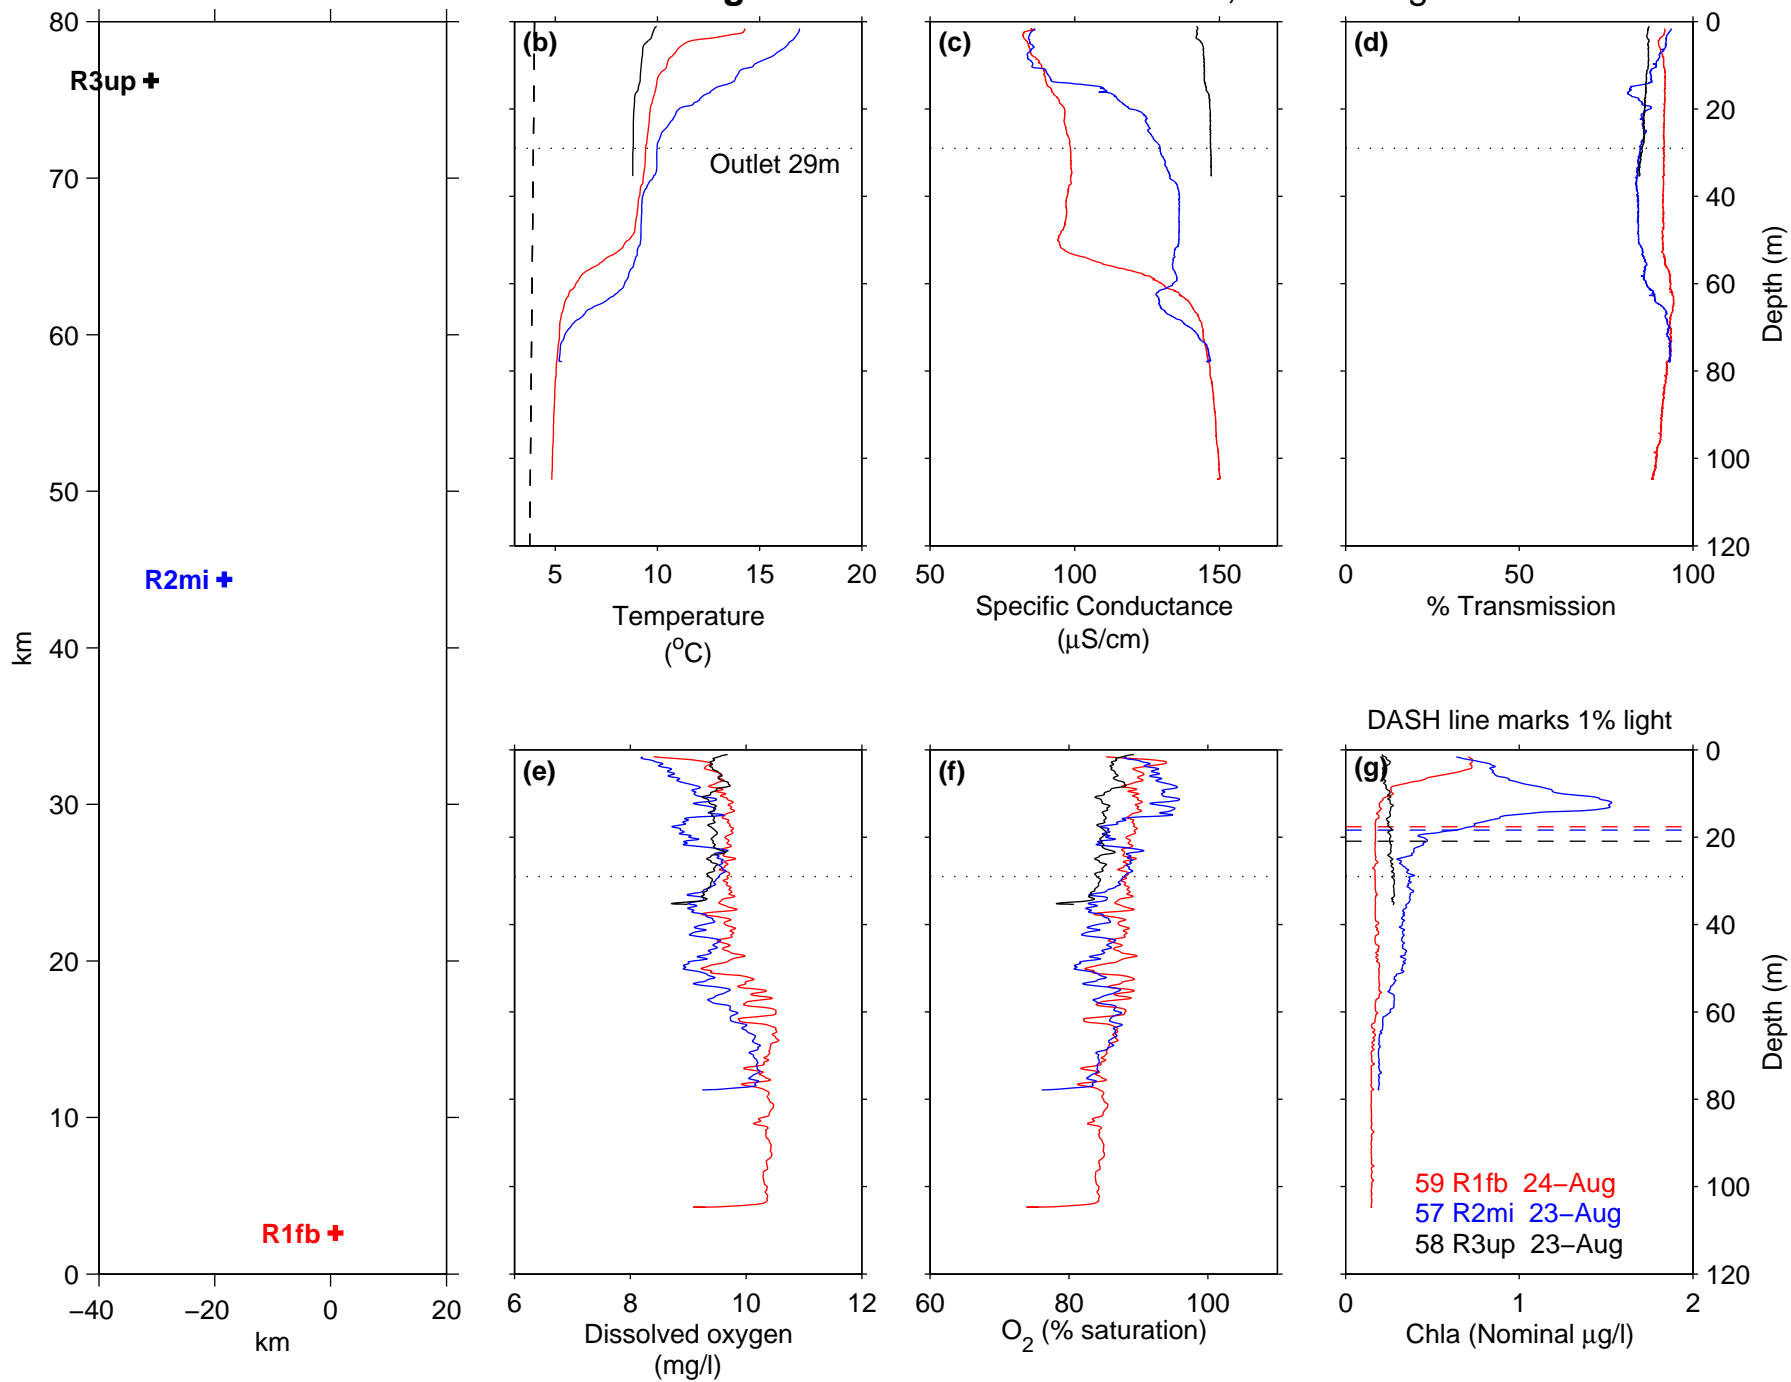 80
70
60
50
40
30
20
10
0
km
−40
−20
0
20
km
R3up
R2mi
R1fb
(b)
Outlet 29m
5
10
15
20
Temperature
(°C)
(c)
50
100
150
Specific Conductance
(µS/cm)
(d)
0
50
100
% Transmission
0
20
40
60
80
100
120
Depth (m)
(e)
6
8
10
12
Dissolved oxygen
(mg/l)
(f)
60
80
100
O2 (% saturation)
DASH line marks 1% light
(g)
59 R1fb 24−Aug
57 R2mi 23−Aug
58 R3up 23−Aug
0
1
2
Chla (Nominal µg/l)
0
20
40
60
80
100
120
Depth (m)